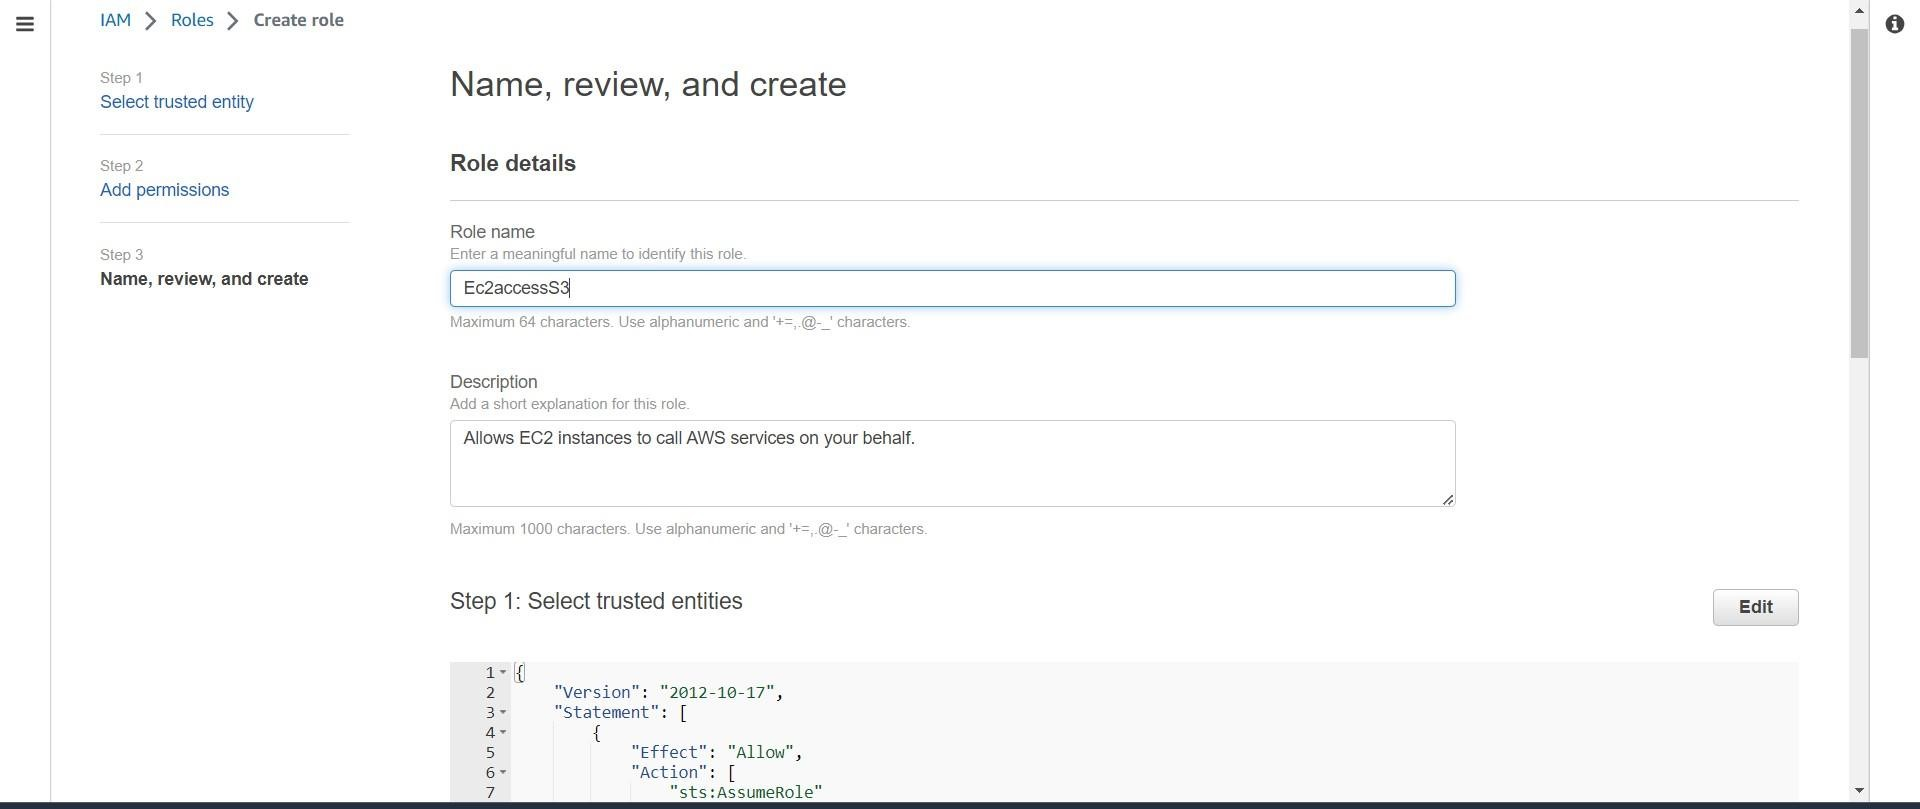 IAM > Roles > Create role
Step 1
Select trusted entity
Step 2
Add permissions
Step 3
Name, review, and create
Name, review, and create
Role details
Role name
Enter a meaningful name to identify this role.
Ec2accessS3
Maximum 64 characters. Use alphanumeric and '+=,.@-_' characters.
Description
Add a short explanation for this role.
Allows EC2 instances to call AWS services on your behalf.
Maximum 1000 characters. Use alphanumeric and '+=,.@-_' characters.
Step 1: Select trusted entities
Edit
1 {
2 "Version": "2012-10-17",
3 "Statement": [
4 {
5 "Effect": "Allow",
6 "Action": [
7 "sts:AssumeRole"